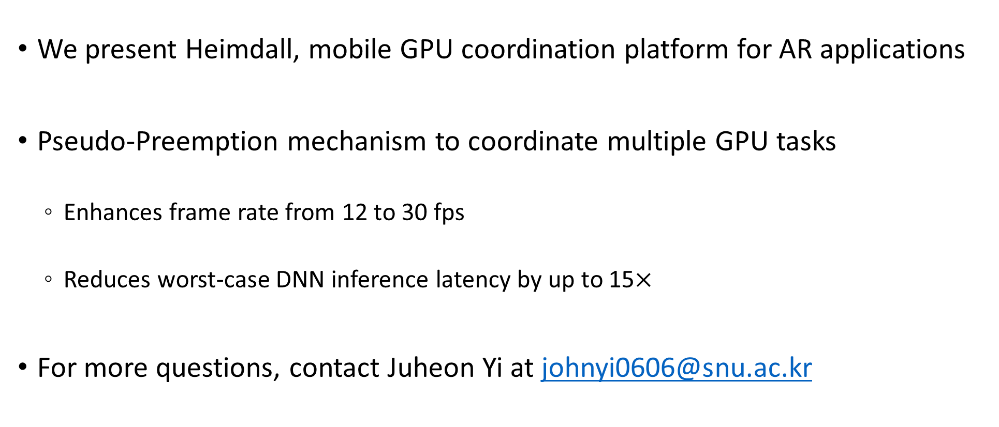 • We present Heimdall, mobile GPU coordination platform for AR applications
• Pseudo-Preemption mechanism to coordinate multiple GPU tasks
◦ Enhances frame rate from 12 to 30 fps
◦ Reduces worst-case DNN inference latency by up to 15×
• For more questions, contact Juheon Yi at johnyi0606@snu.ac.kr